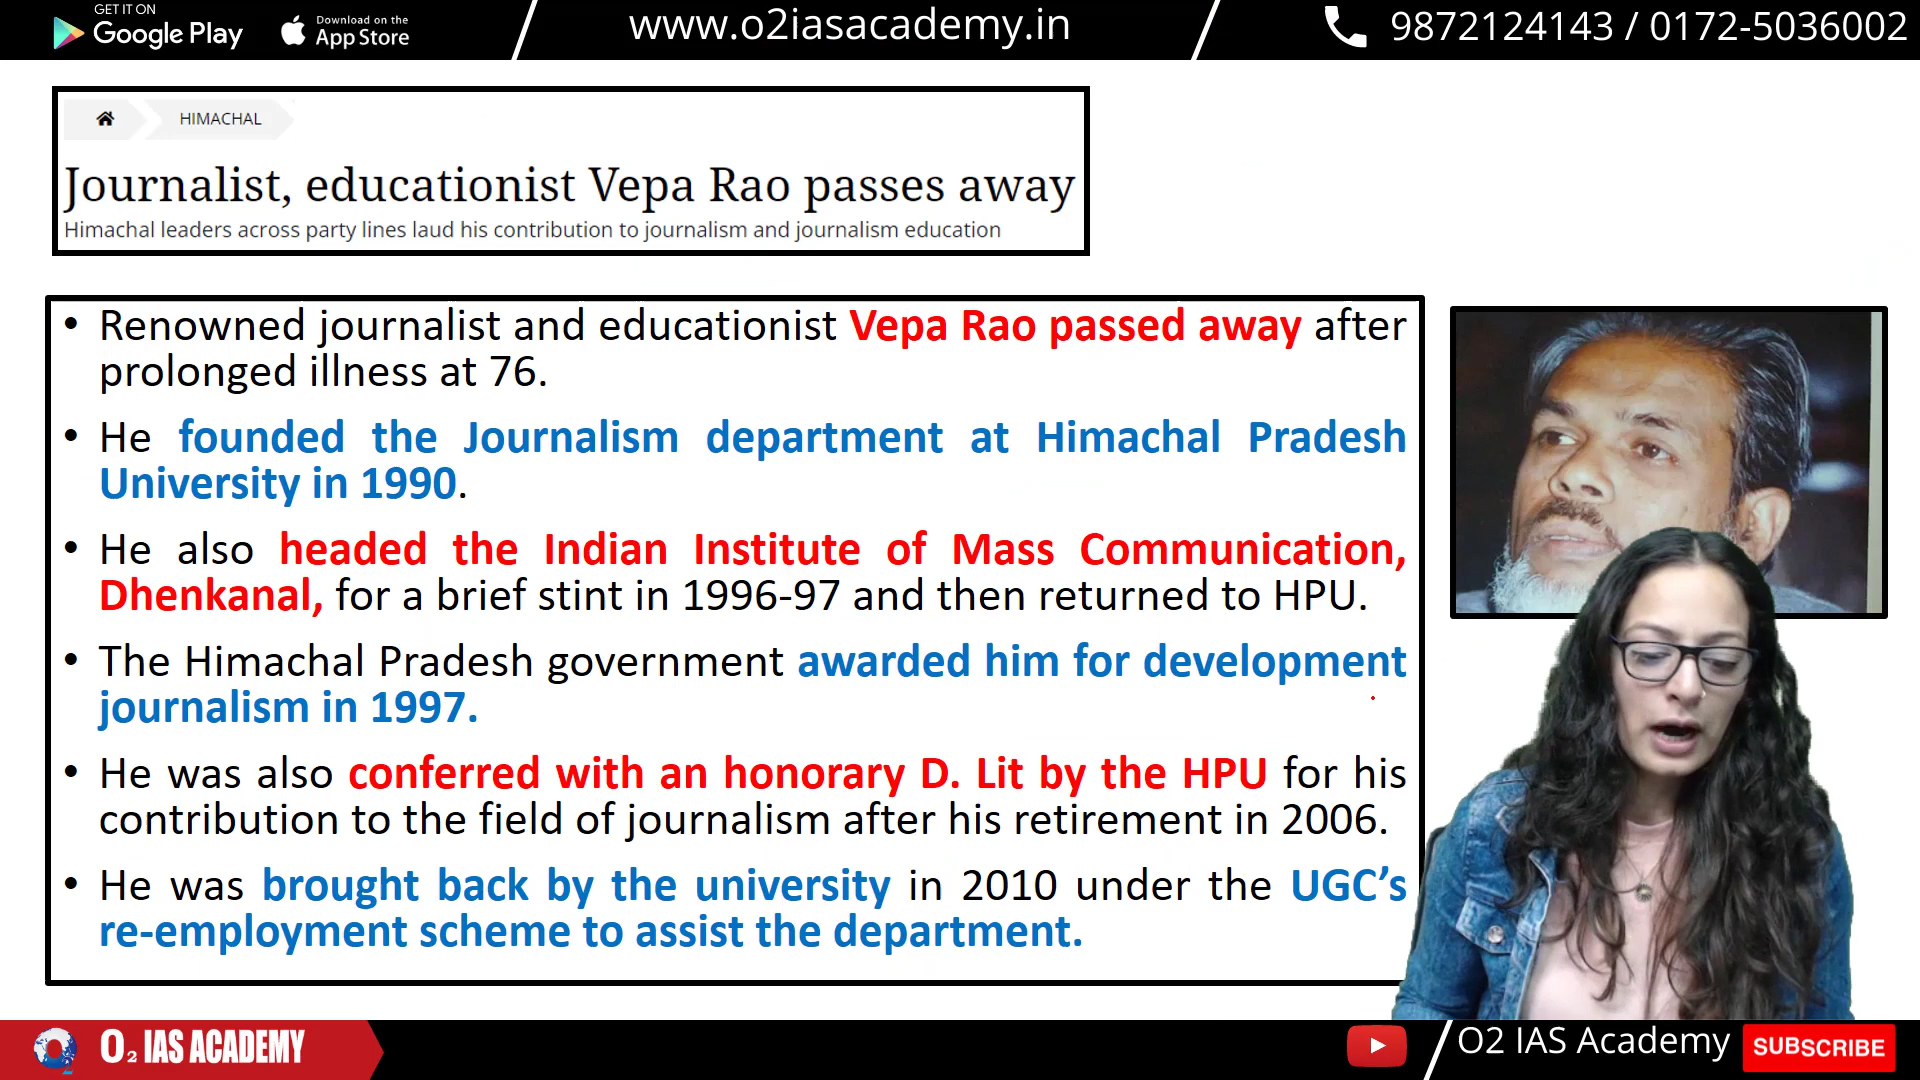 GET IT ON
Google Play
Download on the
App Store
www.o2iasacademy.in
9872124143 / 0172-5036002
HIMACHAL
Journalist, educationist Vepa Rao passes away
Himachal leaders across party lines laud his contribution to journalism and journalism education
• Renowned journalist and educationist Vepa Rao passed away after
prolonged illness at 76.
• He founded the Journalism department at Himachal Pradesh
University in 1990.
• He also headed the Indian Institute of Mass Communication,
Dhenkanal, for a brief stint in 1996-97 and then returned to HPU.
• The Himachal Pradesh government awarded him for development
journalism in 1997.
• He was also conferred with an honorary D. Lit by the HPU for his
contribution to the field of journalism after his retirement in 2006.
• He was brought back by the university in 2010 under the UGC’s
re-employment scheme to assist the department.
O2 IAS ACADEMY
O2 IAS Academy
SUBSCRIBE